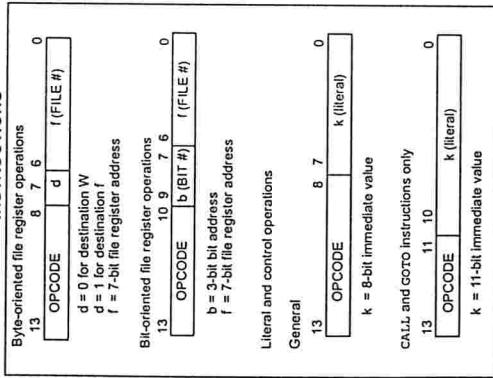 Byte-oriented file register operations
13 8 7 6 0
OPCODE d f (FILE #)
d = 0 for destination W
d = 1 for destination f
f = 7-bit file register address
Bit-oriented file register operations
13 10 9 7 6 0
OPCODE b (BIT #) f (FILE #)
b = 3-bit bit address
f = 7-bit file register address
Literal and control operations
General
13 8 7 0
OPCODE k (literal)
k = 8-bit immediate value
CALL and GOTO instructions only
13 11 10 0
OPCODE k (literal)
k = 11-bit immediate value